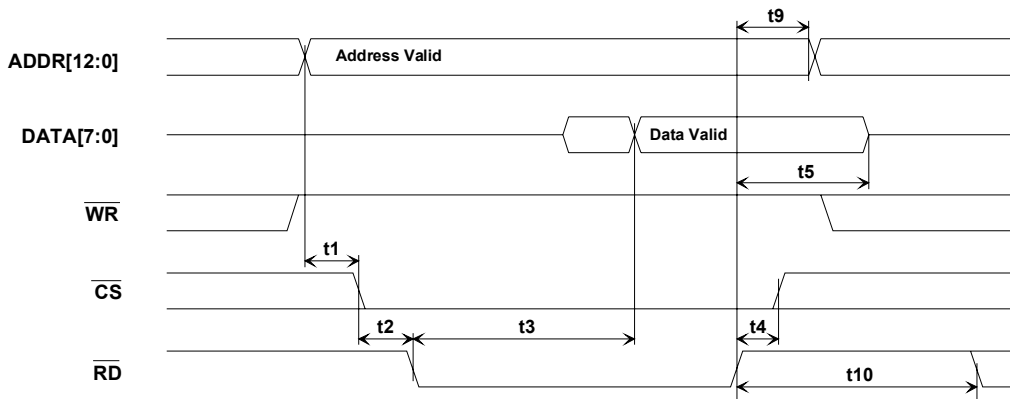 t9
ADDR[12:0]
Address Valid
DATA[7:0]
Data Valid
t5
WR
t1
CS
t2
t3
t4
RD
t10